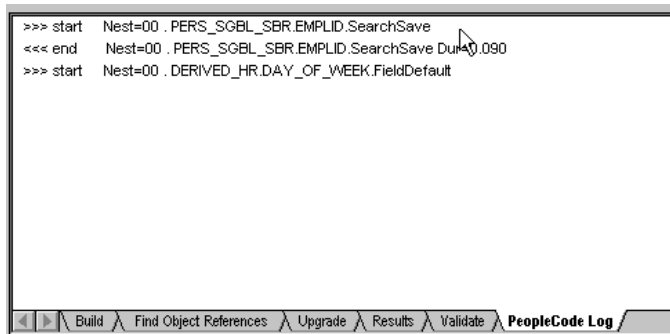 >>> start Nest=00 . PERS_SGBL_SBR.EMPLID.SearchSave
<<< end Nest=00 . PERS_SGBL_SBR.EMPLID.SearchSave Dur=0.090
>>> start Nest=00 . DERIVED_HR.DAY_OF_WEEK.FieldDefault
Build Find Object References Upgrade Results Validate PeopleCode Log